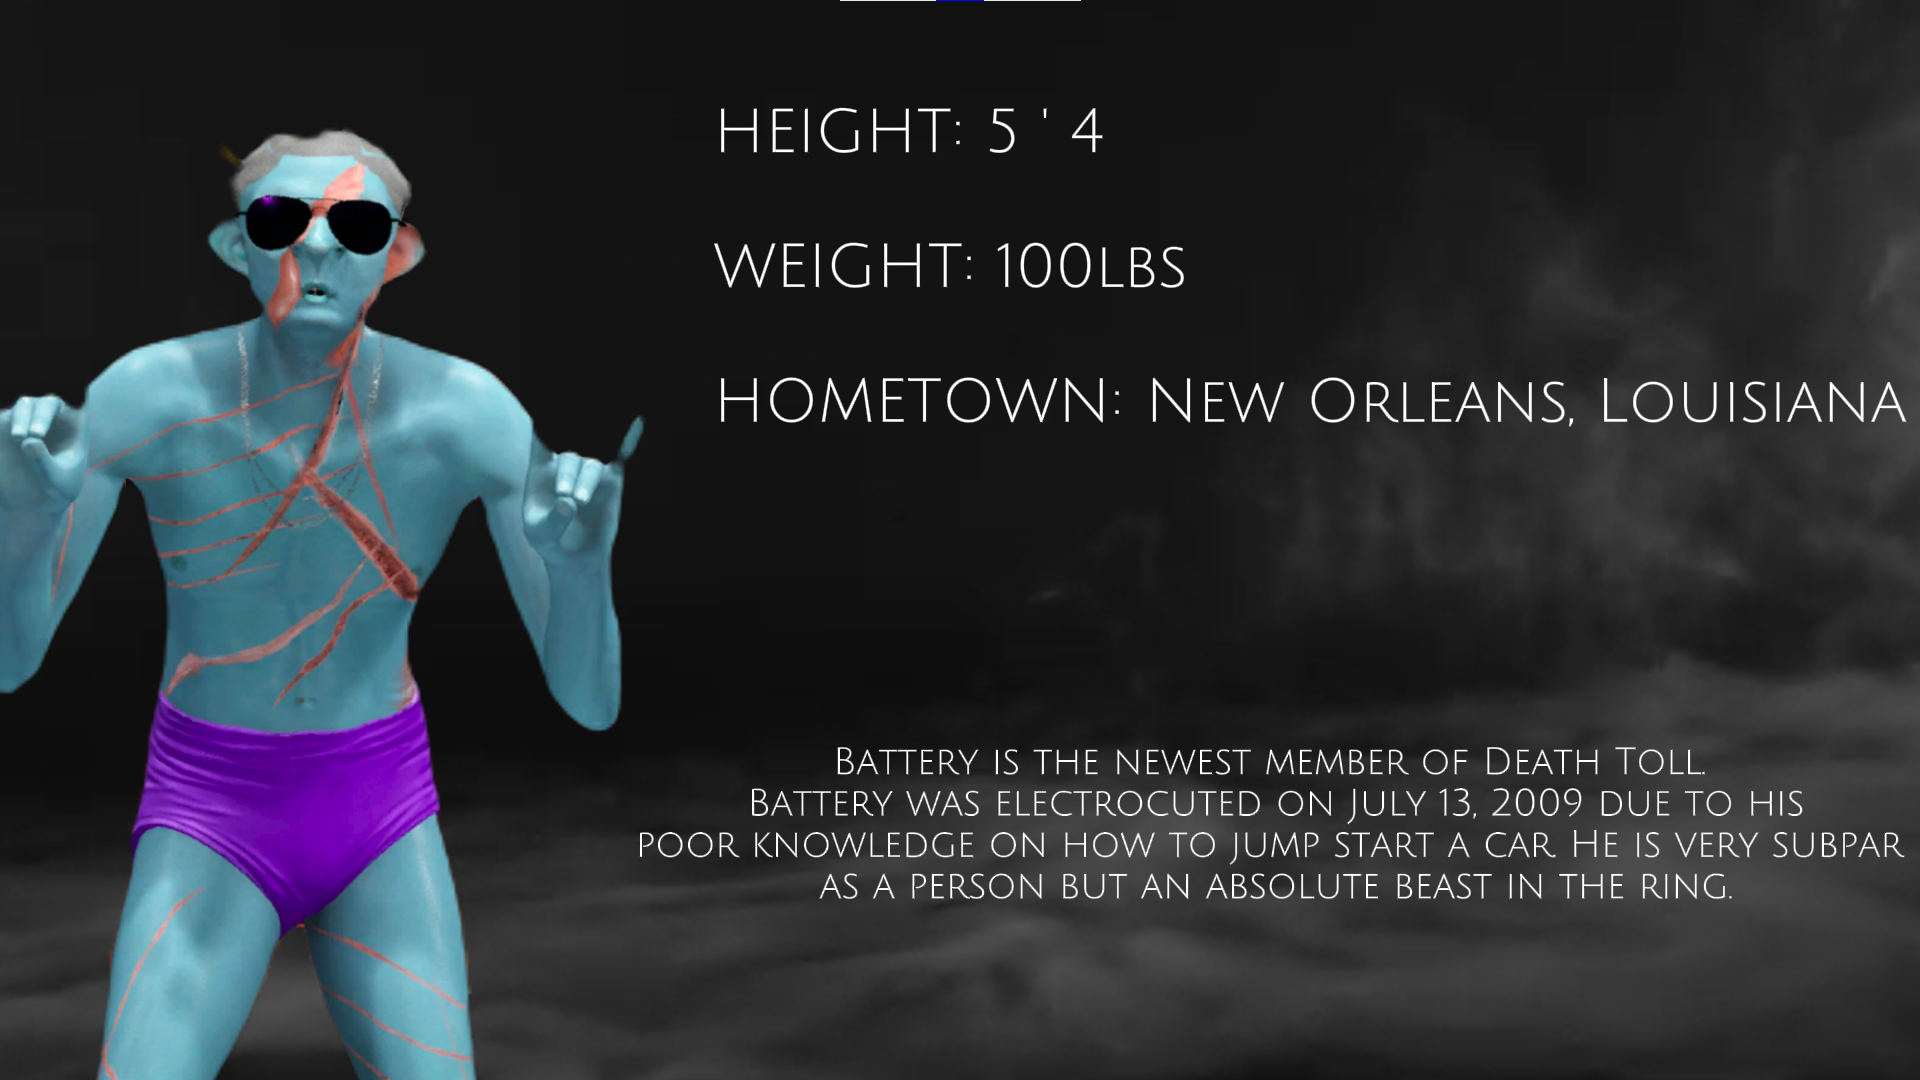 HEIGHT: 5 ' 4
WEIGHT: 100LBS
HOMETOWN: NEW ORLEANS, LOUISIANA
BATTERY IS THE NEWEST MEMBER OF DEATH TOLL.
BATTERY WAS ELECTROCUTED ON JULY 13, 2009 DUE TO HIS
POOR KNOWLEDGE ON HOW TO JUMP START A CAR. HE IS VERY SUBPAR
AS A PERSON BUT AN ABSOLUTE BEAST IN THE RING.